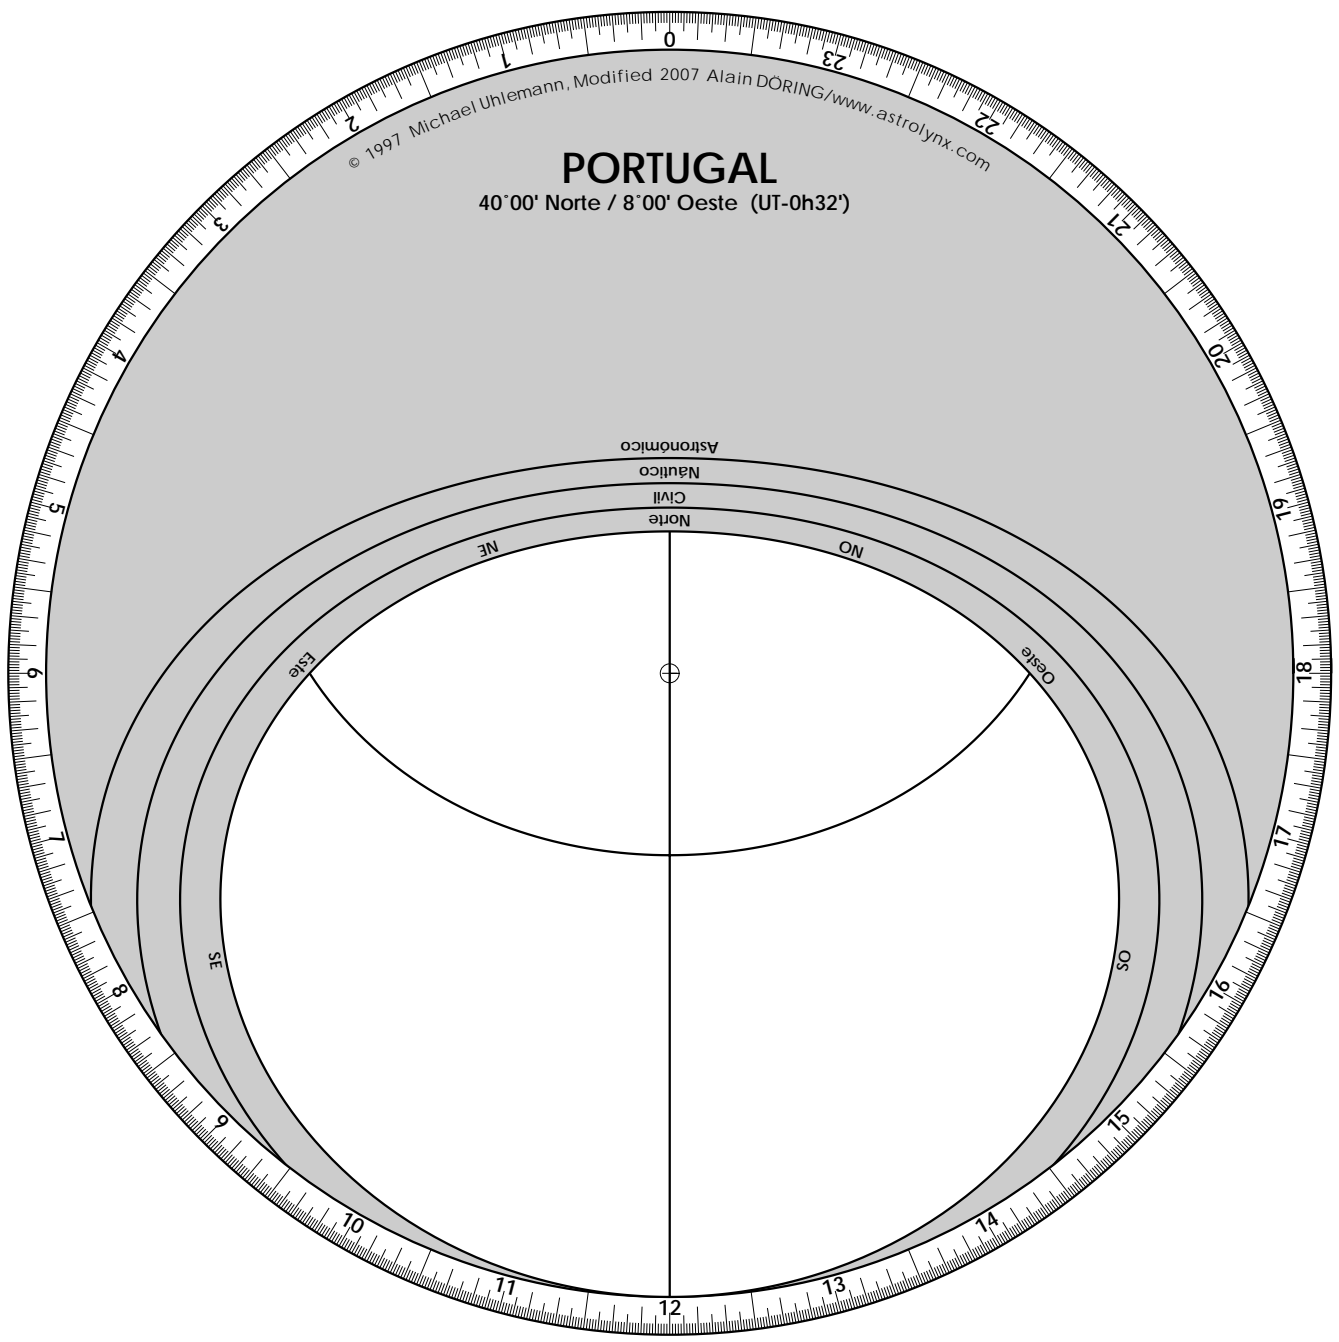 © 1997 Michael Uhlemann, Modified 2007 Alain DÖRING/www.astrolynx.com
PORTUGAL
40°00' Norte / 8°00' Oeste (UT-0h32')
Astronómico
Náutico
Civil
Norte
NE
NO
Este
Oeste
SE
SO
0
1
2
3
4
5
6
7
8
9
10
11
12
13
14
15
16
17
18
19
20
21
22
23